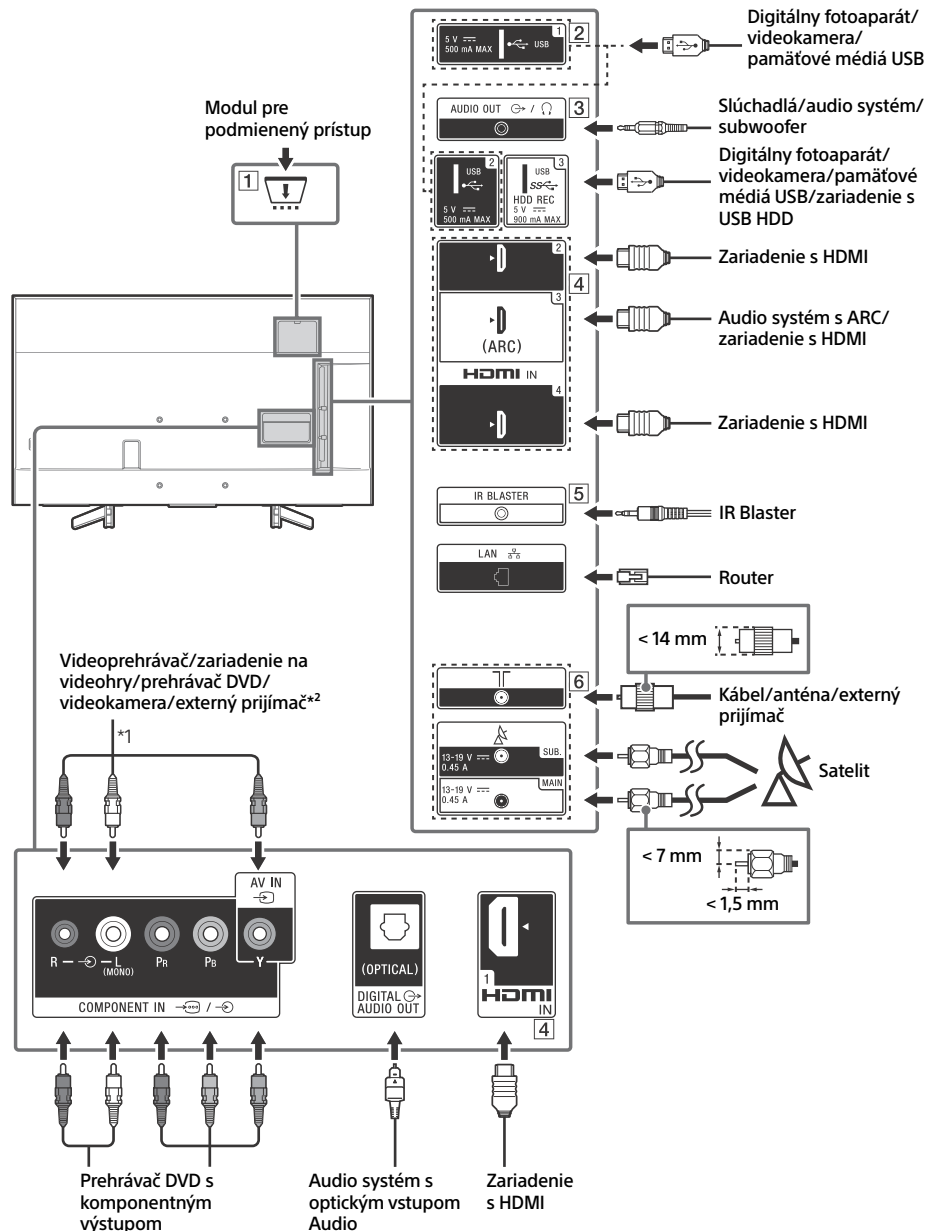 5 V
500 mA MAX
USB
1
2
Digitálny fotoaparát/
videokamera/
pamäťové médiá USB
Modul pre
podmienený prístup
1
AUDIO OUT
/
3
Slúchadlá/audio systém/
subwoofer
2
USB
5 V
500 mA MAX
3
USB
SS
HDD REC
5 V
900 mA MAX
Digitálny fotoaparát/
videokamera/pamäťové
médiá USB/zariadenie s
USB HDD
2
4
Zariadenie s HDMI
3
(ARC)
Audio systém s ARC/
zariadenie s HDMI
HDMI IN
4
Zariadenie s HDMI
IR BLASTER
5
IR Blaster
LAN
Router
< 14 mm
6
Kábel/anténa/externý
prijímač
13-19 V
0.45 A
SUB.
13-19 V
0.45 A
MAIN
Satelit
< 7 mm
< 1,5 mm
Videoprehrávač/zariadenie na
videohry/prehrávač DVD/
videokamera/externý prijímač*2
*1
AV IN
R
L
(MONO)
PR
PB
Y
COMPONENT IN
/
(OPTICAL)
DIGITAL
AUDIO OUT
1
HDMI
IN
4
Prehrávač DVD s
komponentným
výstupom
Audio systém s
optickým vstupom
Audio
Zariadenie
s HDMI